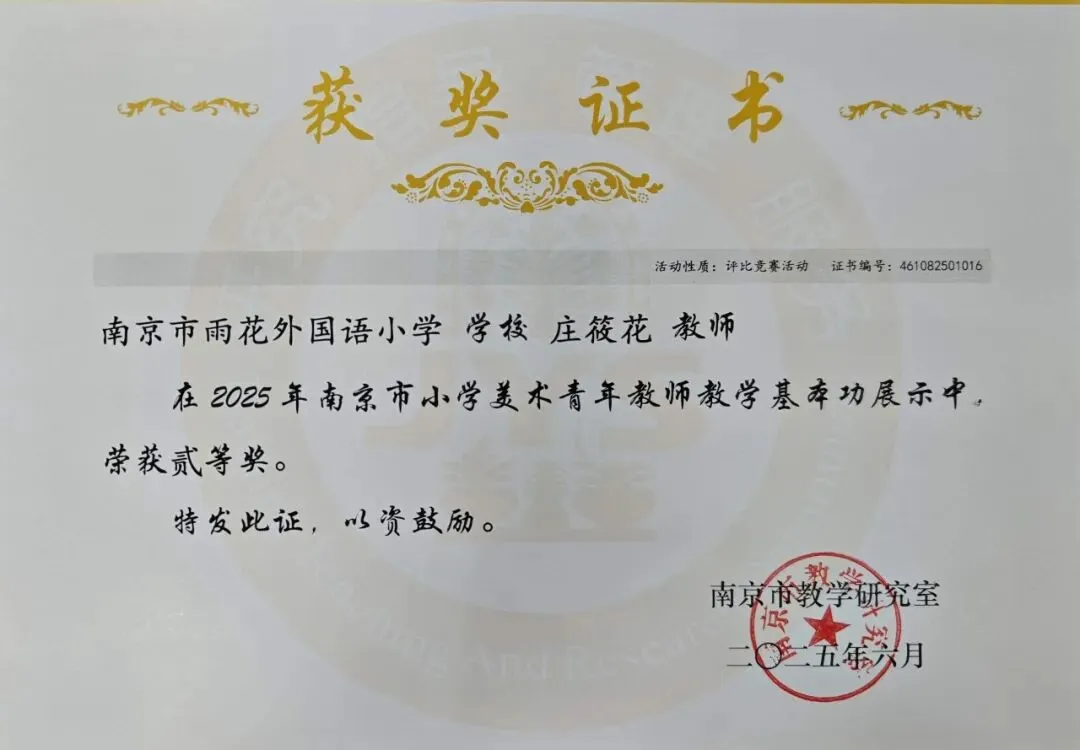 获奖证书
活动性质：评比竞赛活动 证书编号：461082501016
南京市雨花外国语小学 学校 庄筱花 教师
在2025年南京市小学美术青年教师教学基本功展示中，
荣获贰等奖。
特发此证，以资鼓励。
南京市教学研究室
二〇二五年六月